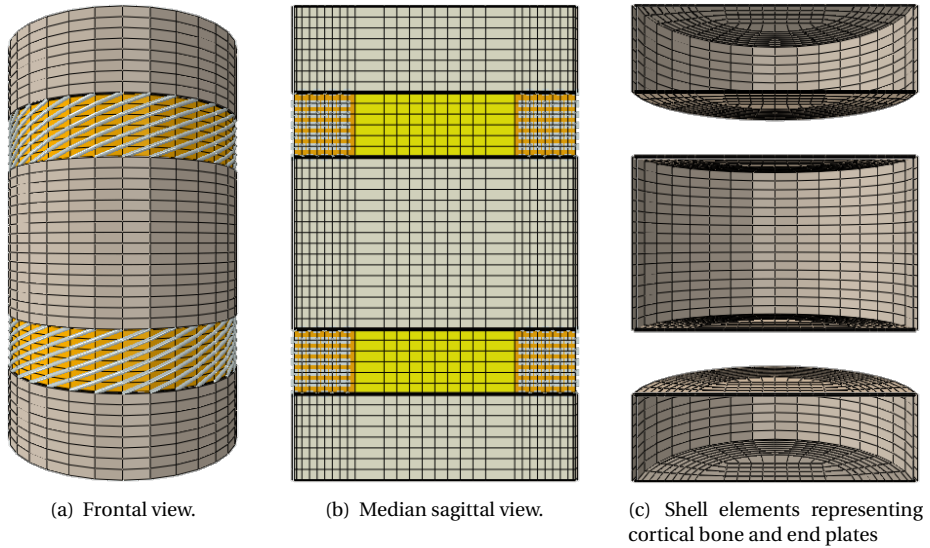 (a) Frontal view.
(b) Median sagittal view.
(c) Shell elements representing
cortical bone and end plates